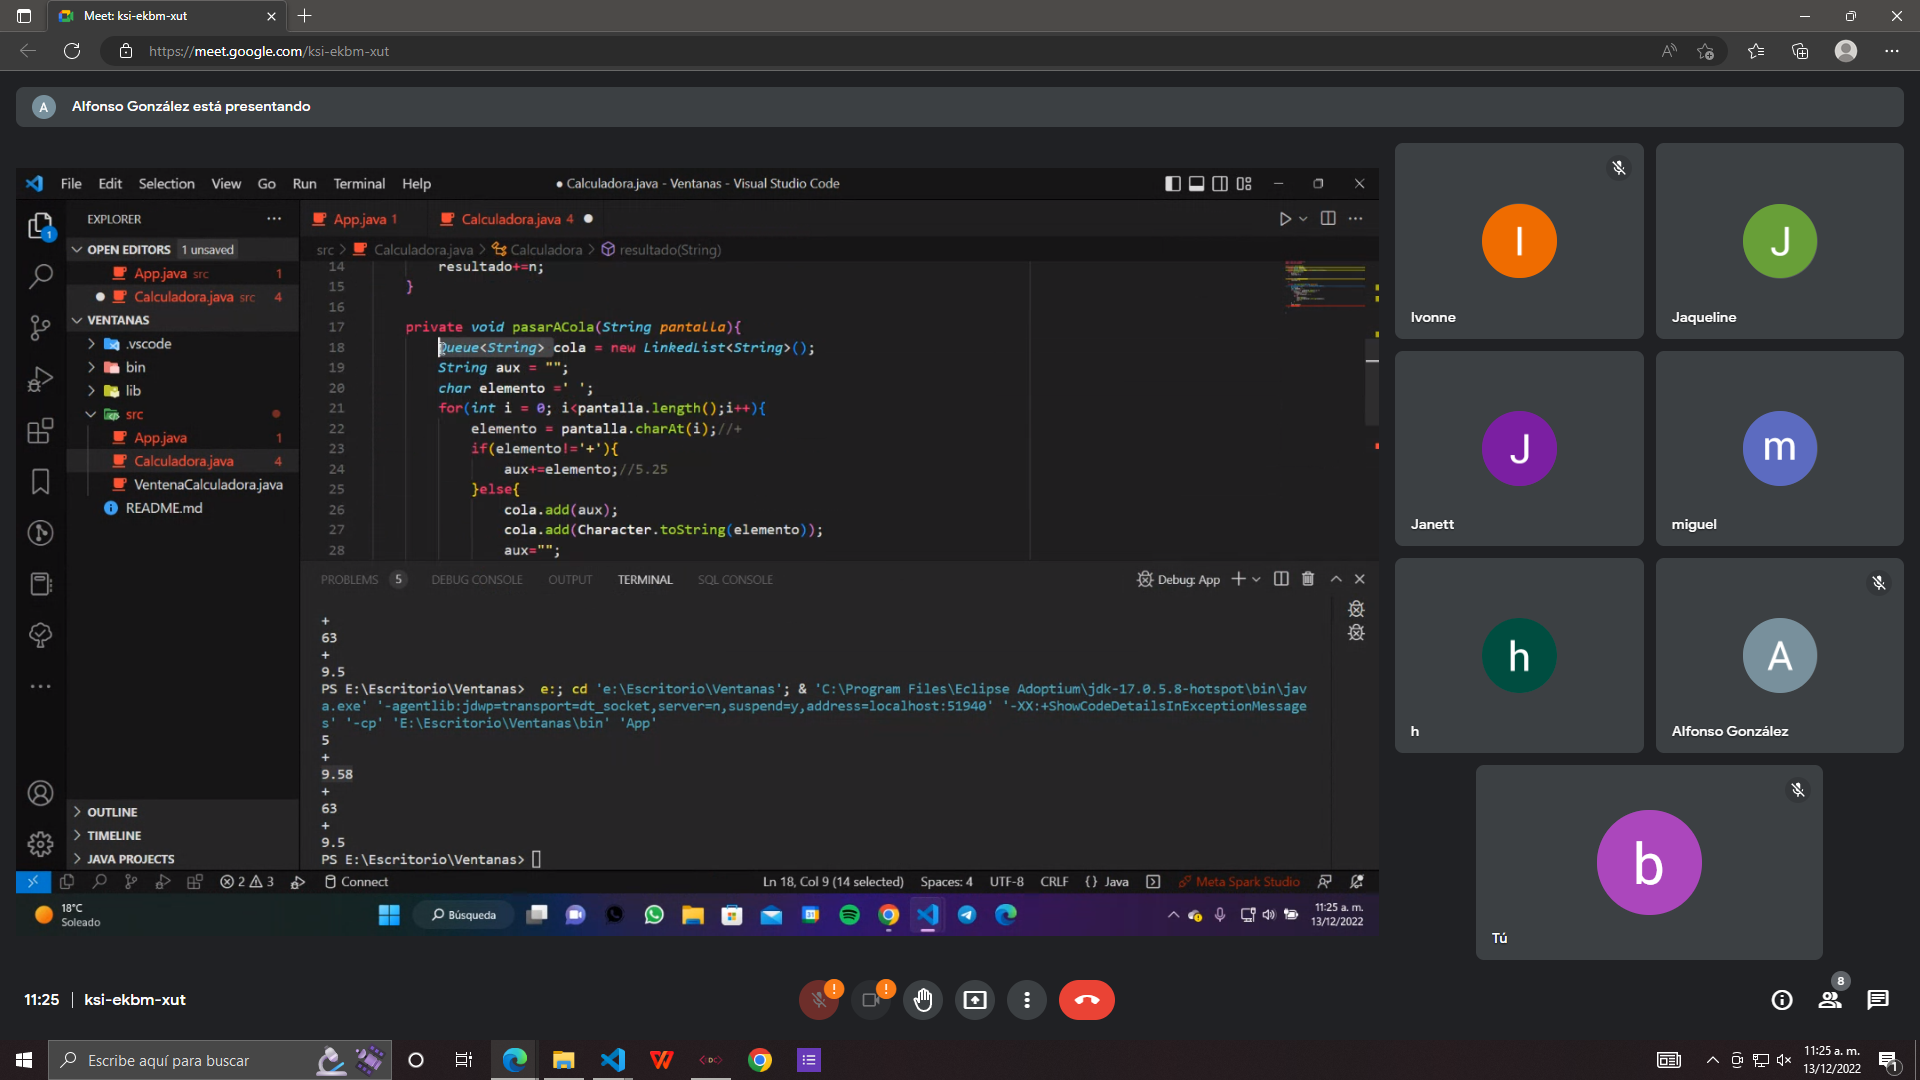 Meet: ksi-ekbm-xut
https://meet.google.com/ksi-ekbm-xut
A
Alfonso González está presentando
File Edit Selection View Go Run Terminal Help
● Calculadora.java - Ventanas - Visual Studio Code
EXPLORER
App.java 1
Calculadora.java 4
OPEN EDITORS 1 unsaved
src > Calculadora.java > Calculadora > resultado(String)
App.java src 1
Calculadora.java src 4
VENTANAS
.vscode
bin
lib
src
App.java 1
Calculadora.java 4
VentenaCalculadora.java
README.md
OUTLINE
TIMELINE
JAVA PROJECTS
1
14 resultado+=n;
15 }
16
17 private void pasarACola(String pantalla){
18 Queue<String> cola = new LinkedList<String>();
19 String aux = "";
20 char elemento =' ';
21 for(int i = 0; i<pantalla.length();i++){
22 elemento = pantalla.charAt(i);//+
23 if(elemento!='+'){
24 aux+=elemento;//5.25
25 }else{
26 cola.add(aux);
27 cola.add(Character.toString(elemento));
28 aux="";
PROBLEMS 5 DEBUG CONSOLE OUTPUT TERMINAL SQL CONSOLE
Debug: App
+
63
+
9.5
PS E:\Escritorio\Ventanas> e:; cd 'e:\Escritorio\Ventanas'; & 'C:\Program Files\Eclipse Adoptium\jdk-17.0.5.8-hotspot\bin\jav
a.exe' '-agentlib:jdwp=transport=dt_socket,server=n,suspend=y,address=localhost:51940' '-XX:+ShowCodeDetailsInExceptionMessage
s' '-cp' 'E:\Escritorio\Ventanas\bin' 'App'
5
+
9.58
+
63
+
9.5
PS E:\Escritorio\Ventanas>
2 3
Connect
Ln 18, Col 9 (14 selected) Spaces: 4 UTF-8 CRLF {} Java
Meta Spark Studio
18°C
Soleado
Búsqueda
11:25 a. m.
13/12/2022
I
Ivonne
J
Jaqueline
J
Janett
m
miguel
h
h
A
Alfonso González
b
Tú
11:25 | ksi-ekbm-xut
8
Escribe aquí para buscar
11:25 a. m.
13/12/2022
1